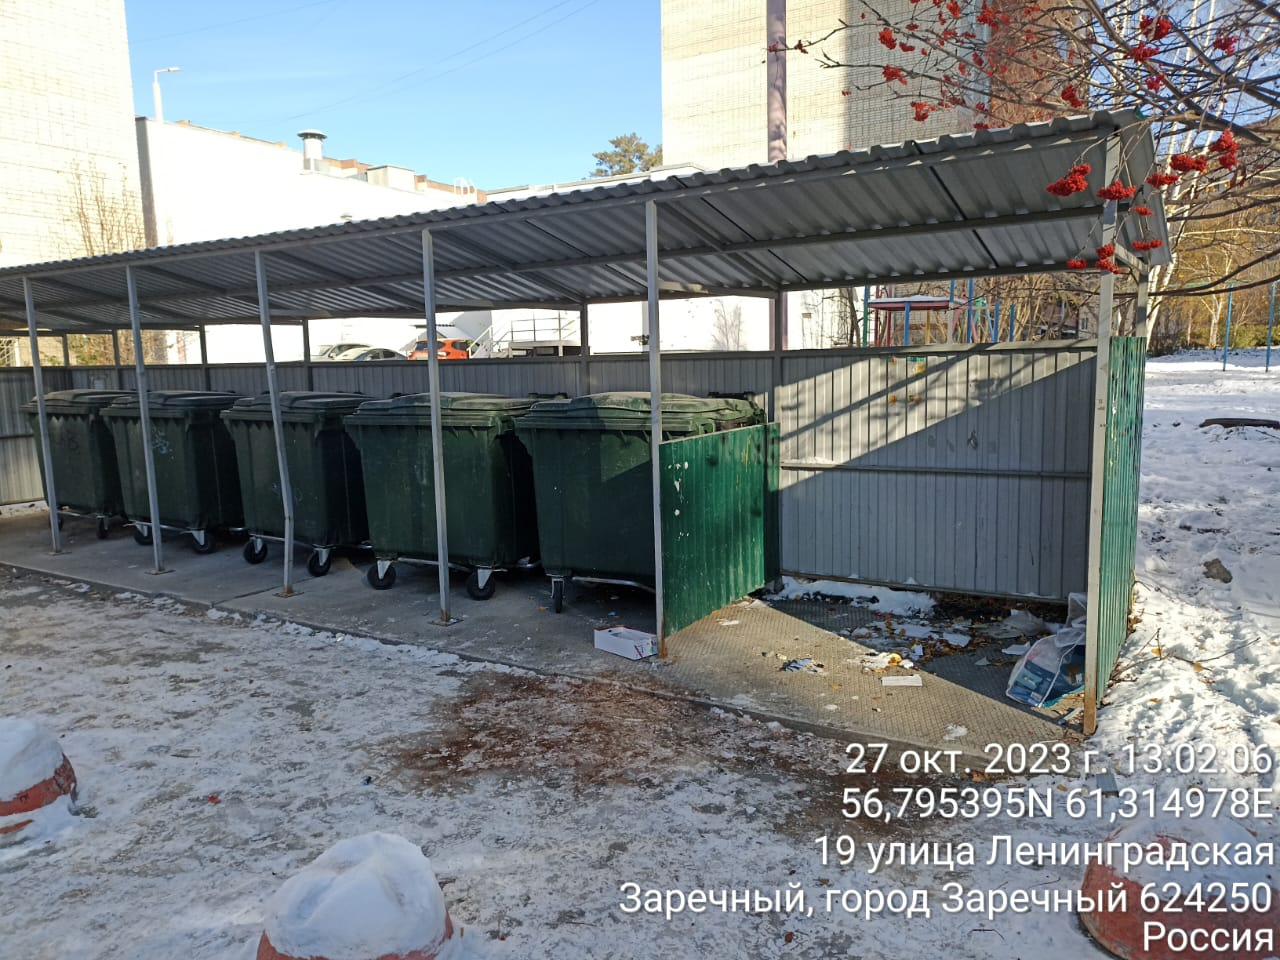 27 окт. 2023 г. 13.02:06
56,795395N 61,314978E
19 улица Ленинградская
Заречный, город Заречный 624250
Россия